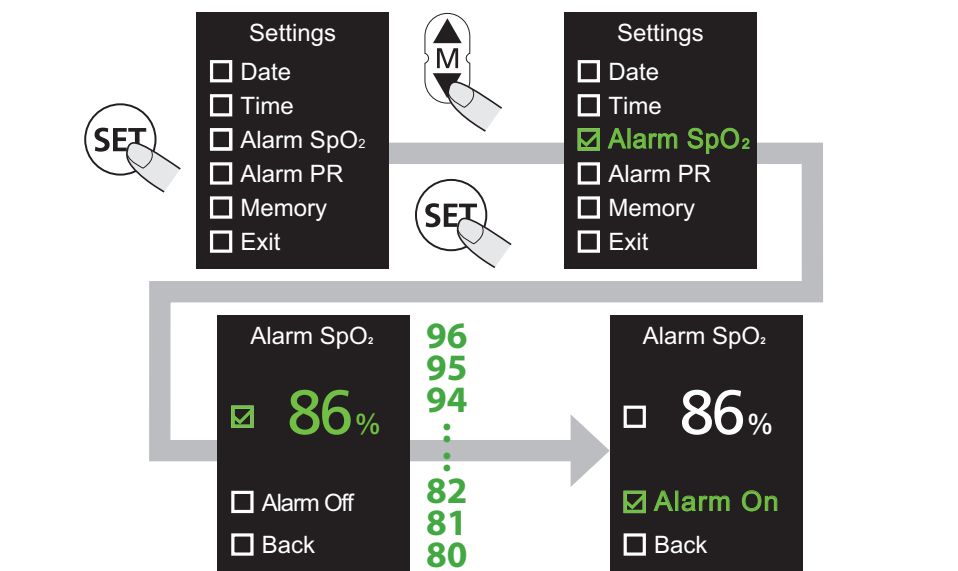 SET
Settings
Date
Time
Alarm SpO₂
Alarm PR
Memory
Exit
M
SET
Settings
Date
Time
Alarm SpO₂
Alarm PR
Memory
Exit
Alarm SpO₂
86%
Alarm Off
Back
96
95
94
82
81
80
Alarm SpO₂
86%
Alarm On
Back